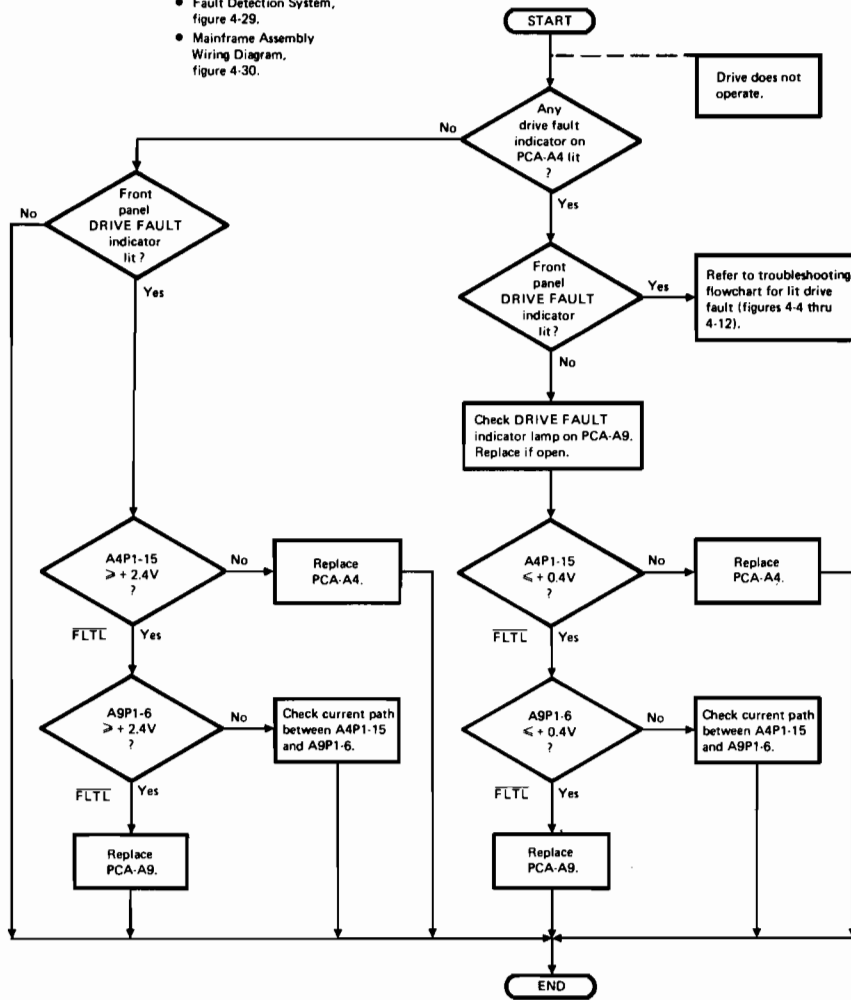 ● Fault Detection System,
figure 4-29.
● Mainframe Assembly
Wiring Diagram,
figure 4-30.
START
Drive does not
operate.
Any
drive fault
indicator on
PCA-A4 lit
?
No
Yes
Front
panel
DRIVE FAULT
indicator
lit?
No
Yes
Front
panel
DRIVE FAULT
indicator
lit?
Yes
No
Refer to troubleshooting
flowchart for lit drive
fault (figures 4-4 thru
4-12).
Check DRIVE FAULT
indicator lamp on PCA-A9.
Replace if open.
A4P1-15
⩾ + 2.4V
?
No
Replace
PCA-A4.
FLTL Yes
A4P1-15
⩽ + 0.4V
?
No
Replace
PCA-A4.
FLTL Yes
A9P1-6
⩾ + 2.4V
?
No
Check current path
between A4P1-15
and A9P1-6.
FLTL Yes
A9P1-6
⩽ + 0.4V
?
No
Check current path
between A4P1-15
and A9P1-6.
FLTL Yes
Replace
PCA-A9.
Replace
PCA-A9.
END